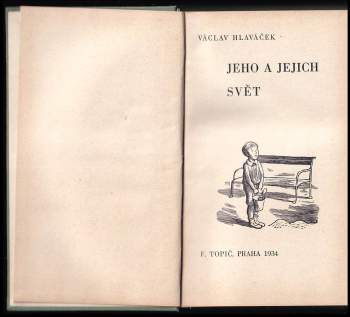 VÁCLAV HLAVÁČEK
JEHO A JEJICH
SVĚT
F. TOPIČ, PRAHA 1934